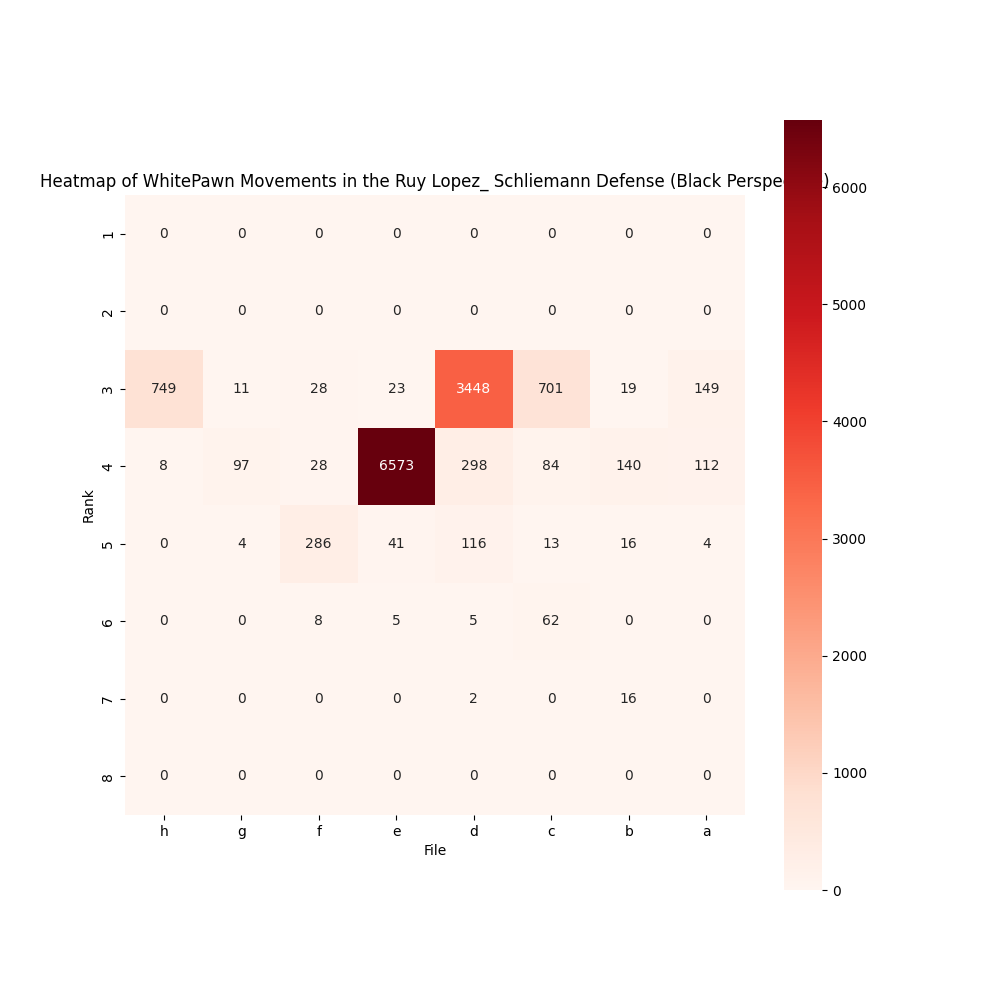 Heatmap of WhitePawn Movements in the Ruy Lopez_ Schliemann Defense (Black Perspe )
6000
5000
4000
3000
2000
1000
0
Rank
1 0 0 0 0 0 0 0 0
2 0 0 0 0 0 0 0 0
3 749 11 28 23 3448 701 19 149
4 8 97 28 6573 298 84 140 112
5 0 4 286 41 116 13 16 4
6 0 0 8 5 5 62 0 0
7 0 0 0 0 2 0 16 0
8 0 0 0 0 0 0 0 0
h g f e d c b a
File